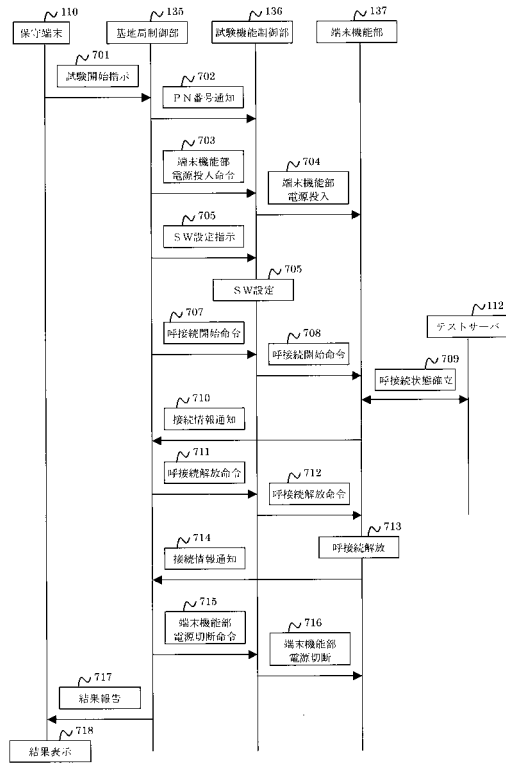 110
135
136
137
保守端末
基地局制御部
試験機能制御部
端末機能部
701
試験開始指示
702
ＰＮ番号通知
703
端末機能部
電源投入命令
704
端末機能部
電源投入
705
ＳＷ設定指示
705
ＳＷ設定
112
テストサーバ
707
呼接続開始命令
708
呼接続開始命令
709
呼接続状態確立
710
接続情報通知
711
呼接続解放命令
712
呼接続解放命令
713
呼接続解放
714
接続情報通知
715
端末機能部
電源切断命令
716
端末機能部
電源切断
717
結果報告
718
結果表示